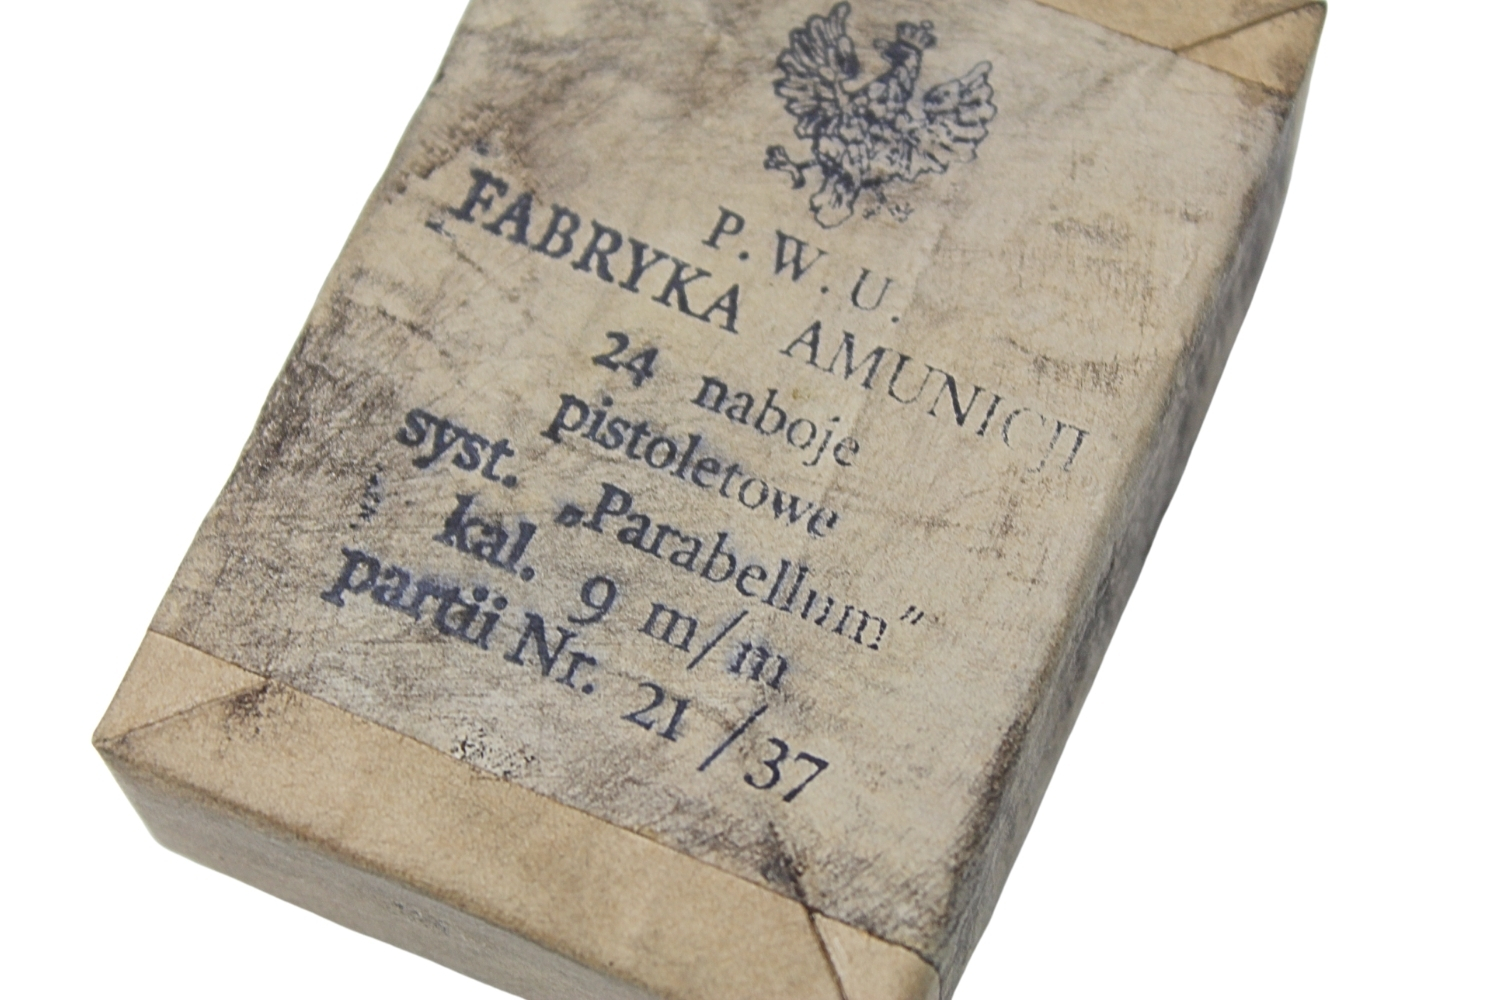 P. W. U.
FABRYKA AMUNICJI
24 naboje
pistoletowe
syst. „Parabellum”
kal. 9 m/m
partii Nr. 21/37